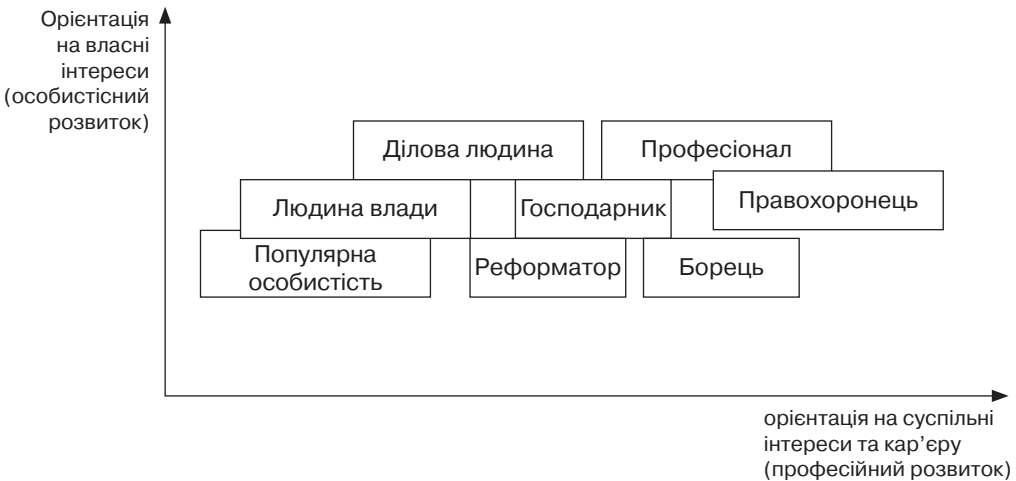 Орієнтація
на власні
інтереси
(особистісний
розвиток)
Ділова людина
Професіонал
Людина влади
Господарник
Правохоронець
Популярна
особистість
Реформатор
Борець
орієнтація на суспільні
інтереси та кар’єру
(професійний розвиток)